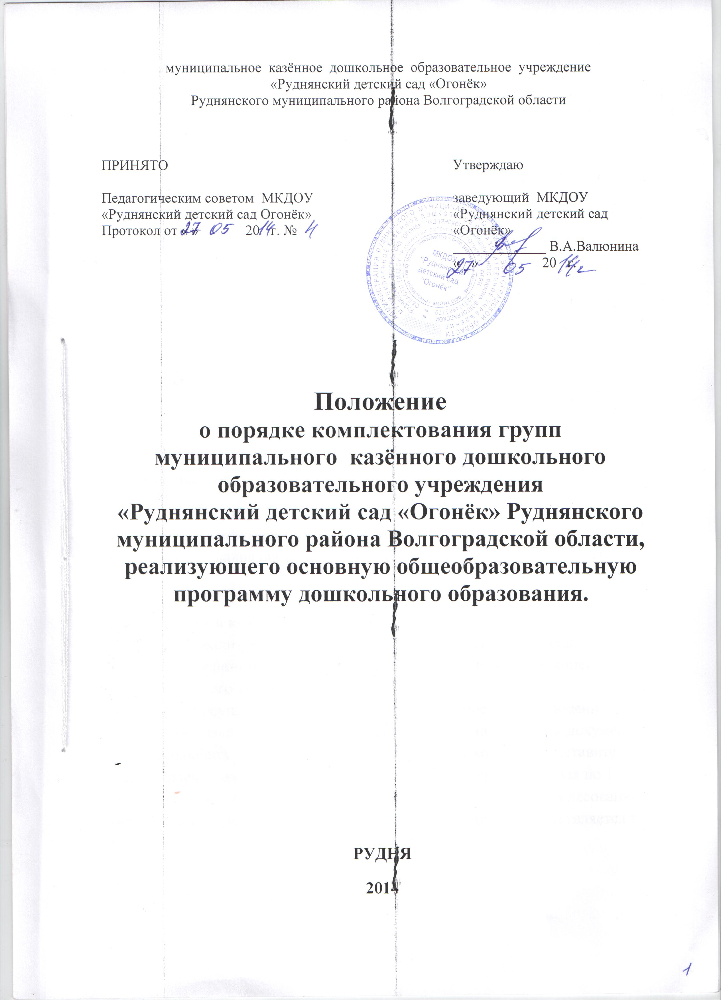 муниципальное казённое дошкольное образовательное учреждение
«Руднянский детский сад «Огонёк»
Руднянского муниципального района Волгоградской области
ПРИНЯТО
Педагогическим советом МКДОУ
«Руднянский детский сад Огонёк»
Протокол от «27» 05 2014 г. № 4
Утверждаю
заведующий МКДОУ
«Руднянский детский сад
«Огонёк»
_____________ В.А.Валюнина
«27» 05 2014 г.
МКДОУ
"Руднянский
детский сад
"Огонёк"
Положение
о порядке комплектования групп
муниципального казённого дошкольного
образовательного учреждения
«Руднянский детский сад «Огонёк» Руднянского
муниципального района Волгоградской области,
реализующего основную общеобразовательную
программу дошкольного образования.
РУДНЯ
2014
1